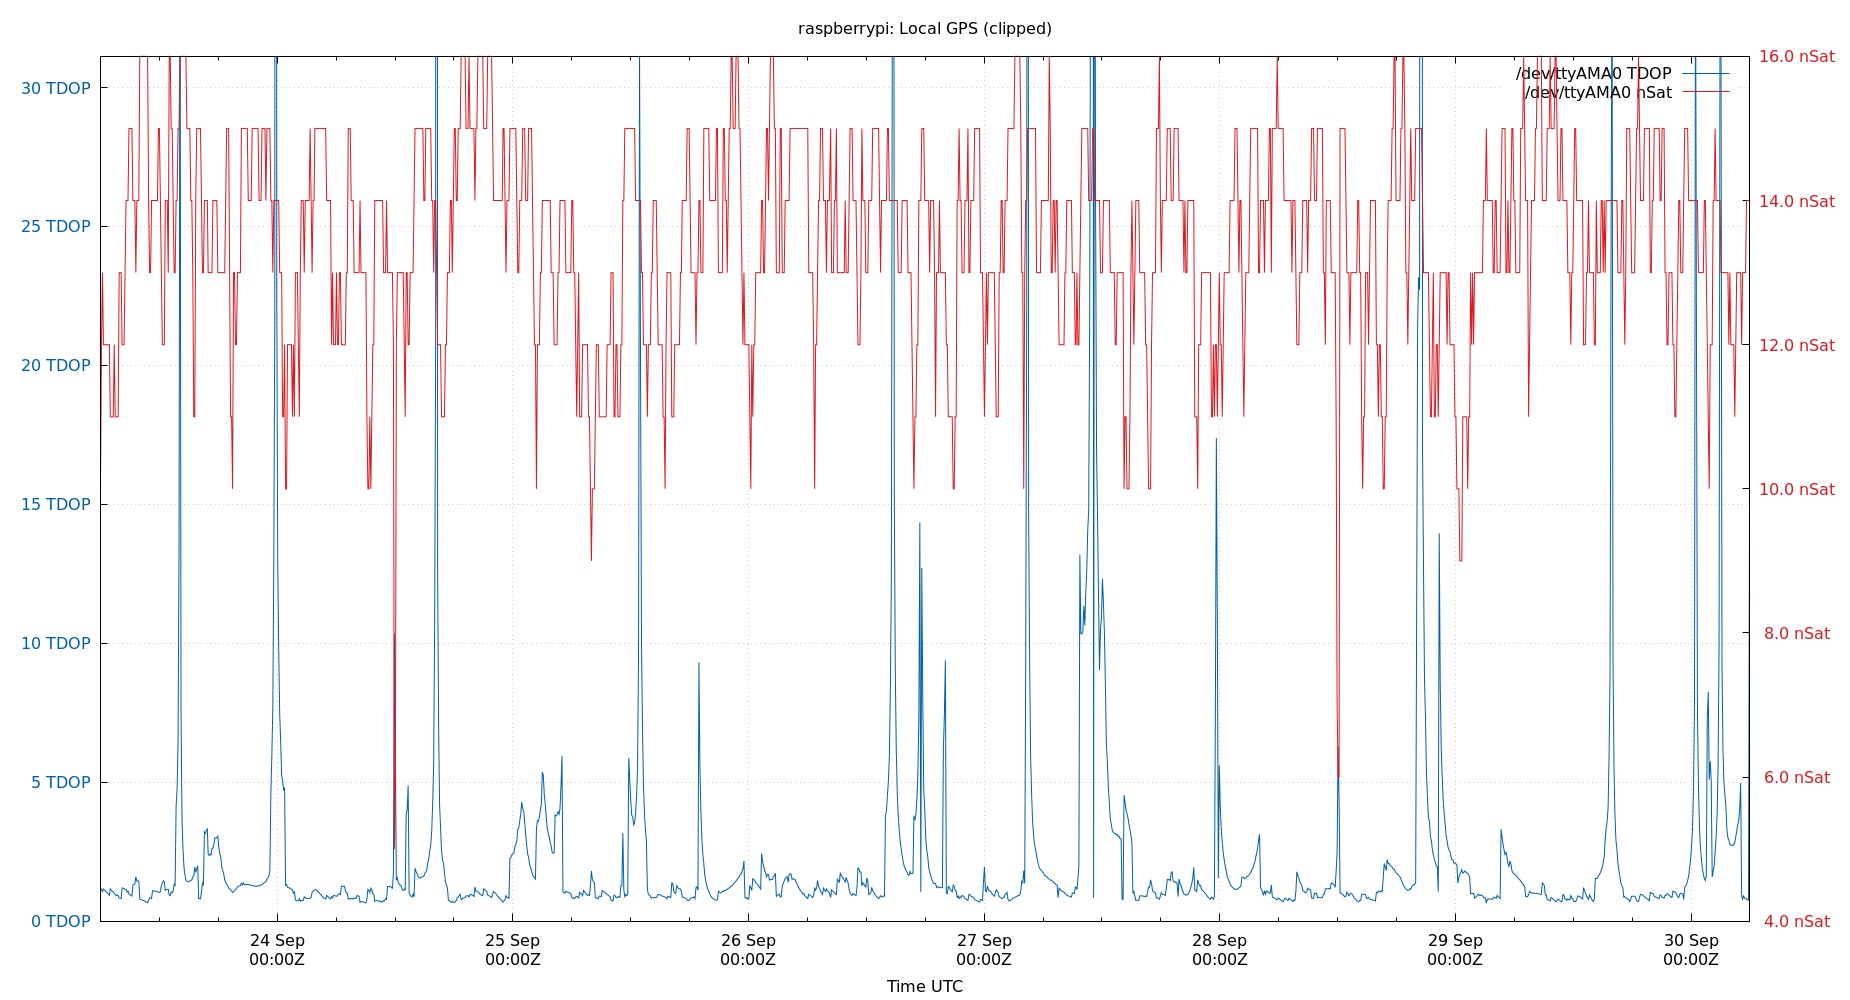 raspberrypi: Local GPS (clipped)
30 TDOP
25 TDOP
20 TDOP
15 TDOP
10 TDOP
5 TDOP
0 TDOP
16.0 nSat
14.0 nSat
12.0 nSat
10.0 nSat
8.0 nSat
6.0 nSat
4.0 nSat
/dev/ttyAMA0 TDOP
/dev/ttyAMA0 nSat
24 Sep
00:00Z
25 Sep
00:00Z
26 Sep
00:00Z
27 Sep
00:00Z
28 Sep
00:00Z
29 Sep
00:00Z
30 Sep
00:00Z
Time UTC